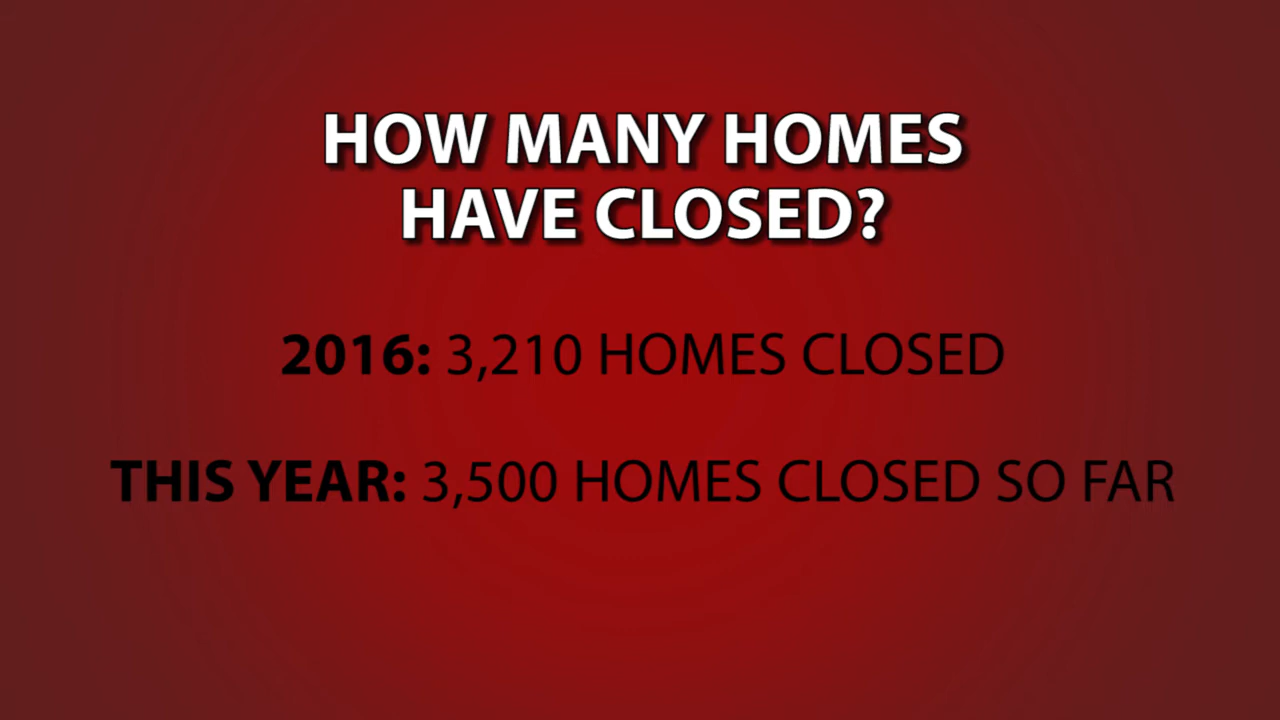 HOW MANY HOMES
HAVE CLOSED?
2016: 3,210 HOMES CLOSED
THIS YEAR: 3,500 HOMES CLOSED SO FAR